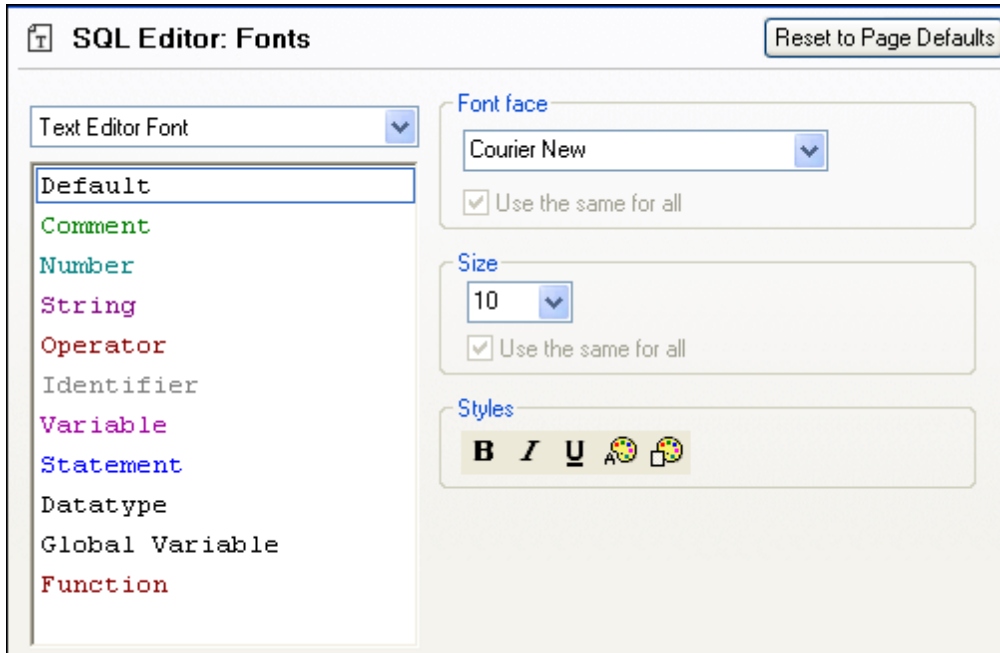 SQL Editor: Fonts
Reset to Page Defaults
Text Editor Font
Default
Comment
Number
String
Operator
Identifier
Variable
Statement
Datatype
Global Variable
Function
Font face
Courier New
Use the same for all
Size
10
Use the same for all
Styles
B I U